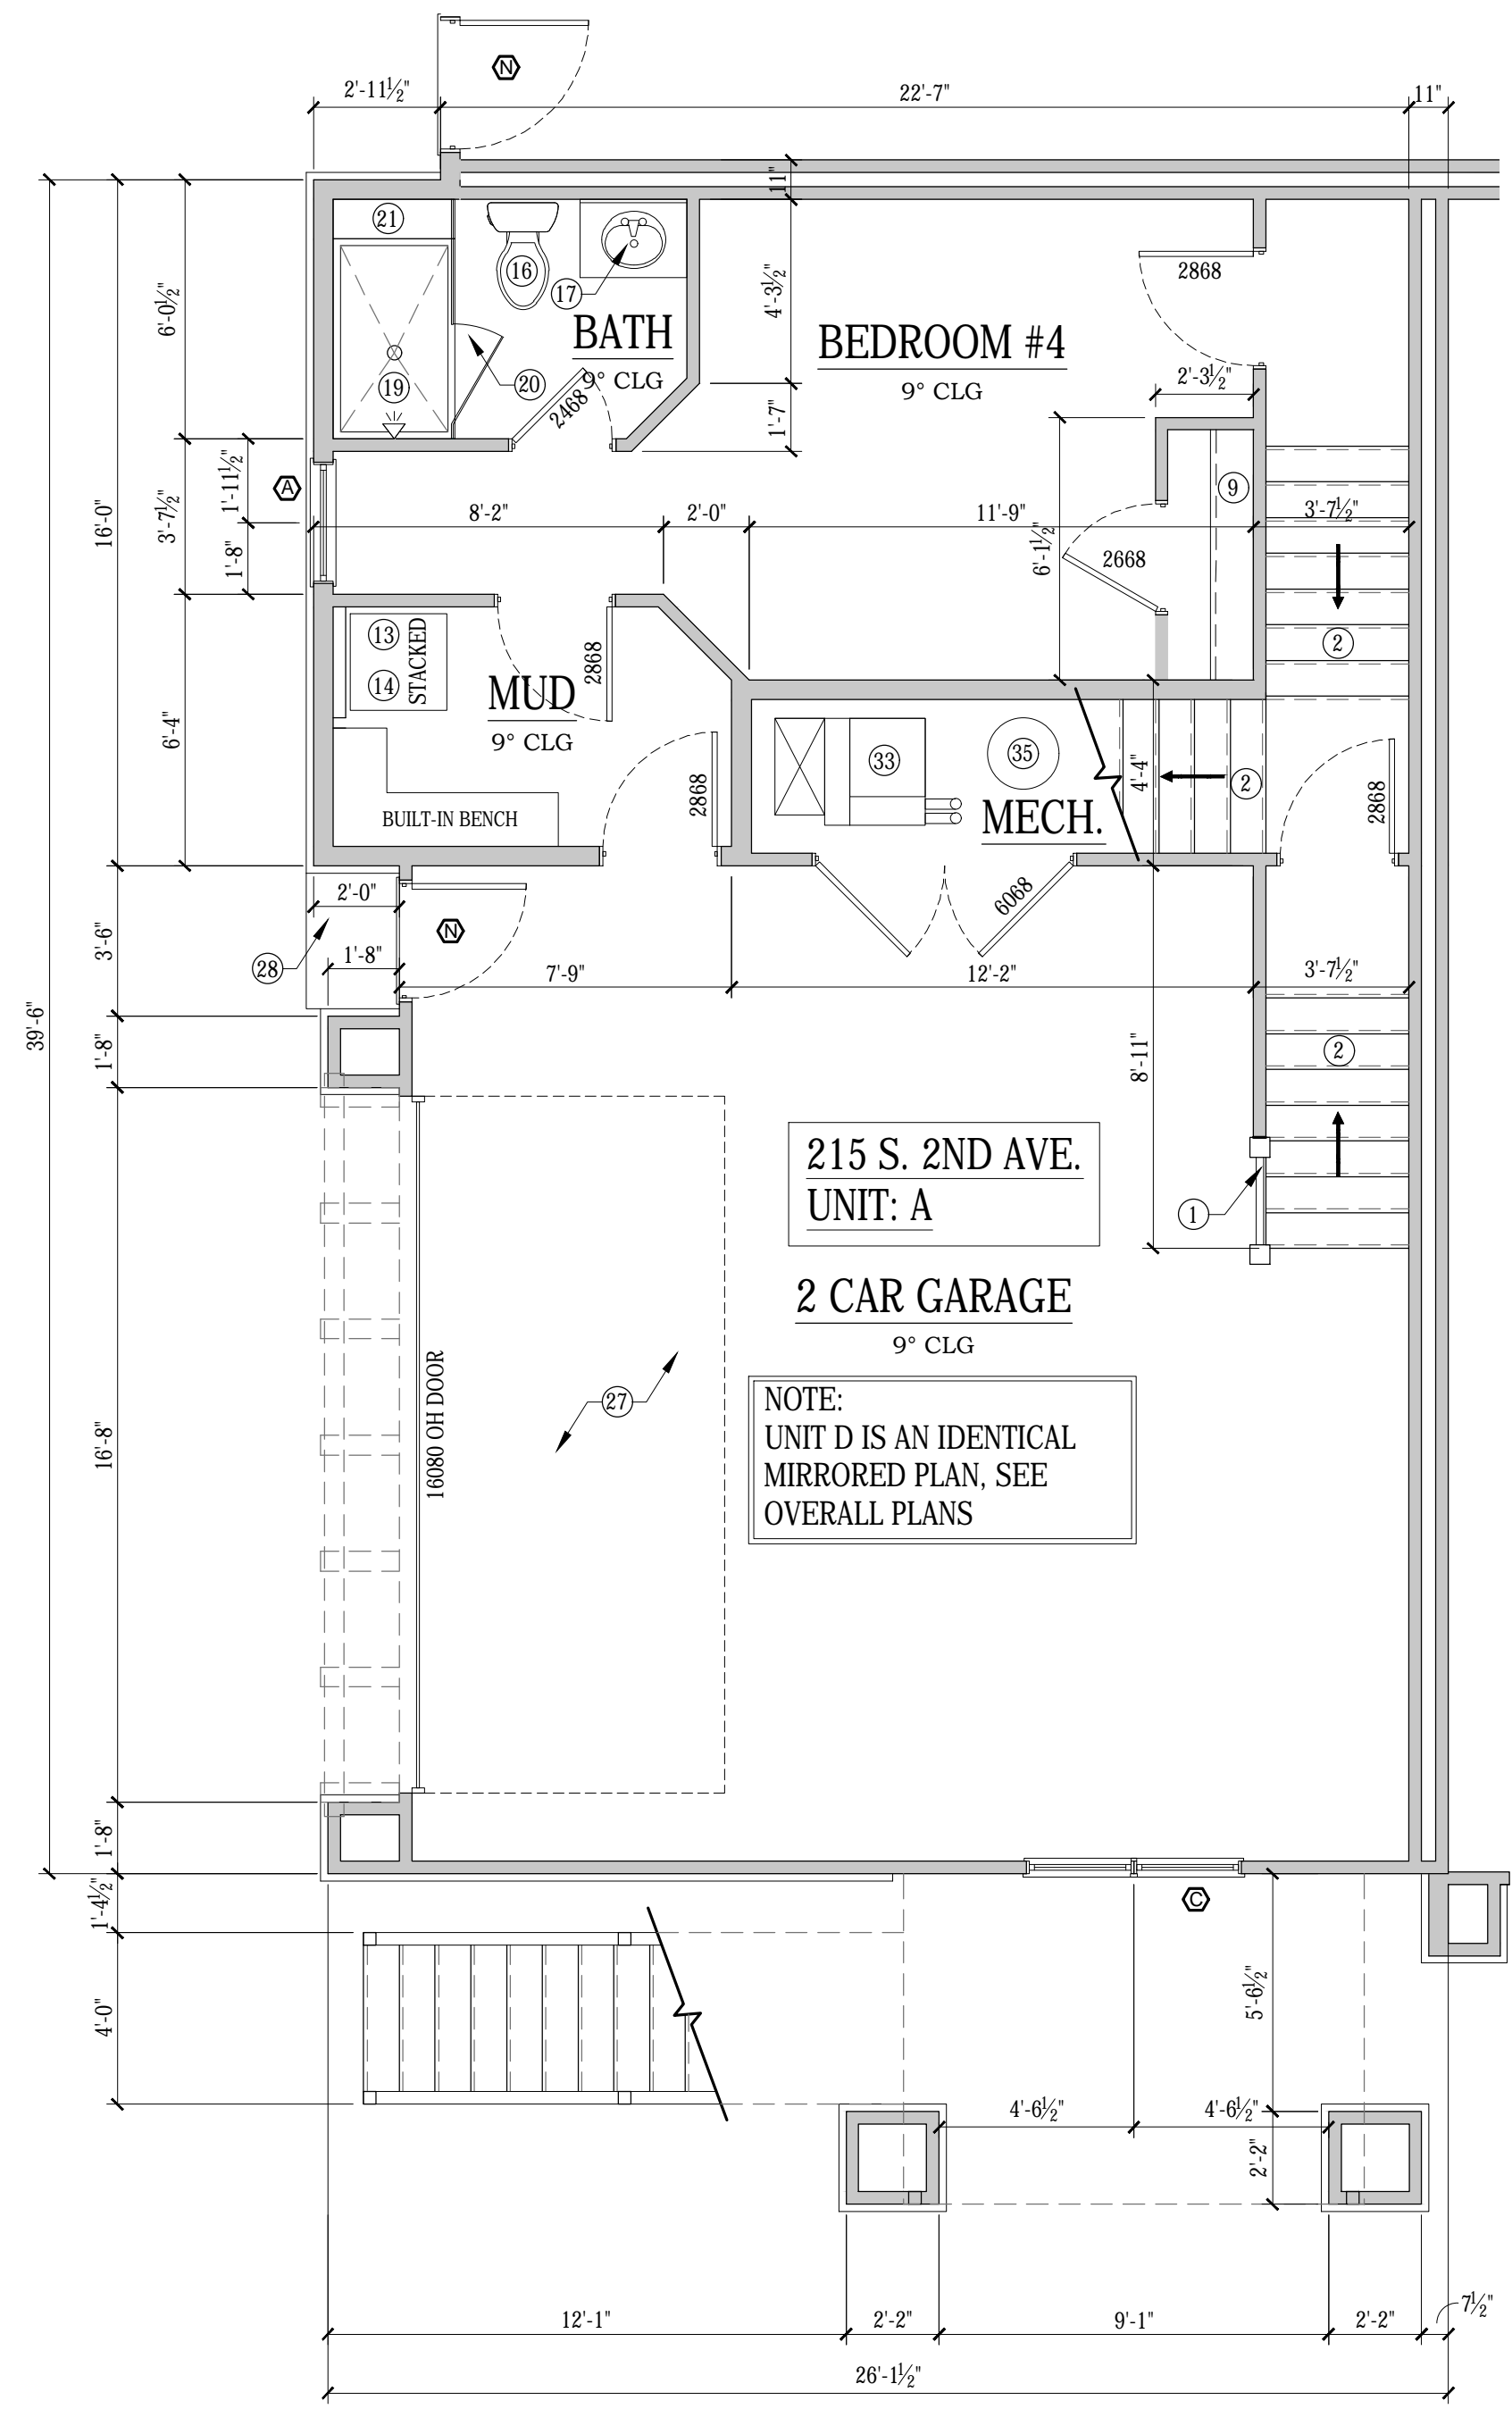 N
2'-11½"
22'-7"
11"
11"
21
16
17
6'-0½"
4'-3½"
2868
BATH
9° CLG
BEDROOM #4
9° CLG
20
19
2468
2'-3½"
1'-7"
A
1'-11½"
3'-7½"
16'-0"
1'-8"
8'-2"
2'-0"
11'-9"
3'-7½"
9
6'-1½"
2668
13
14
STACKED
2868
2
MUD
9° CLG
6'-4"
33
35
4'-4"
2
2868
2868
MECH.
BUILT-IN BENCH
6068
2'-0"
N
3'-6"
28
1'-8"
7'-9"
12'-2"
3'-7½"
39'-6"
1'-8"
8'-11"
2
215 S. 2ND AVE.
UNIT: A
1
2 CAR GARAGE
9° CLG
16080 OH DOOR
27
NOTE:
UNIT D IS AN IDENTICAL
MIRRORED PLAN, SEE
OVERALL PLANS
16'-8"
1'-8"
1'-4½"
C
4'-0"
5'-6½"
4'-6½"
4'-6½"
2'-2"
12'-1"
2'-2"
9'-1"
2'-2"
7½"
26'-1½"